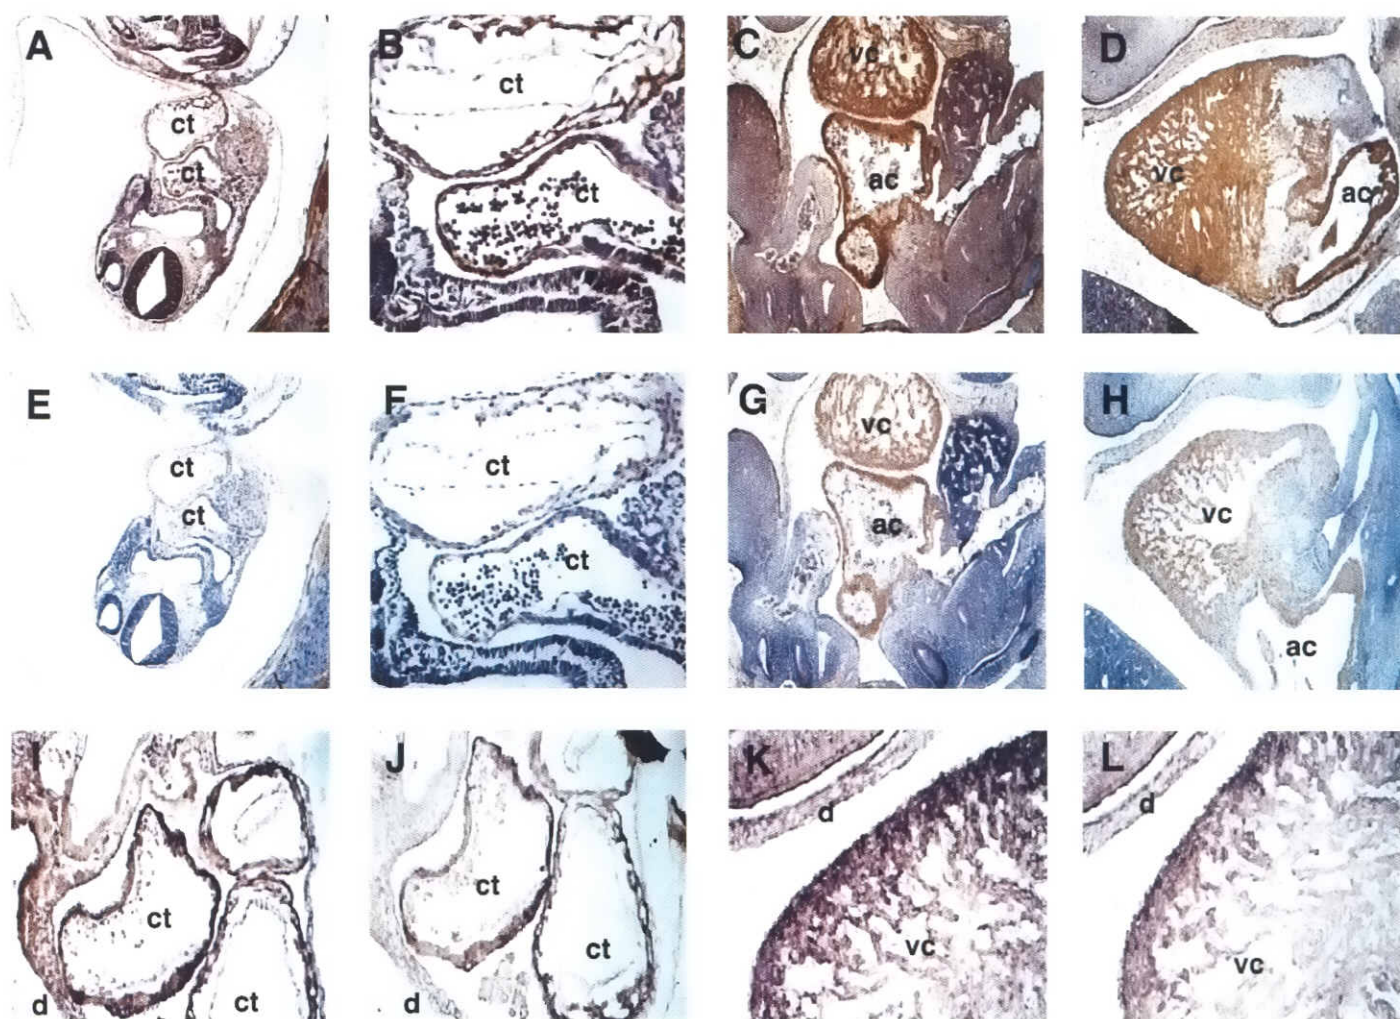 A B C D
vc
ct ct
ct ct ac vc ac
E F G H
ct ct vc
ct ct ac vc
ac
I J K L
d d
ct ct
d ct d ct vc vc